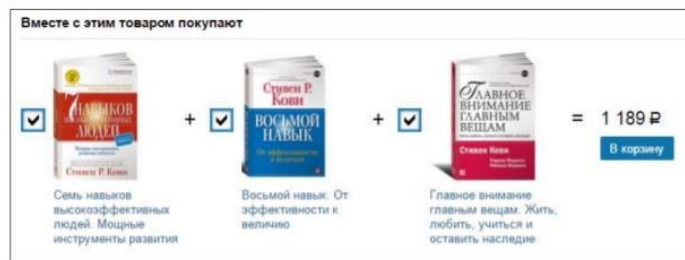 Вместе с этим товаром покупают
7 НАВЫКОВ
ВЫСОКОЭФФЕКТИВНЫХ
ЛЮДЕЙ
Стивен Р. Кови
+
Стивен Р.
Кови
ВОСЬМОЙ
НАВЫК
От эффективности
к величию
+
Главное
ВНИМАНИЕ
ГЛАВНЫМ
ВЕЩАМ
Стивен Кови
= 1 189 ₽
В корзину
Семь навыков
высокоэффективных
людей. Мощные
инструменты развития
Восьмой навык. От
эффективности к
величию
Главное внимание
главным вещам. Жить,
любить, учиться и
оставить наследие